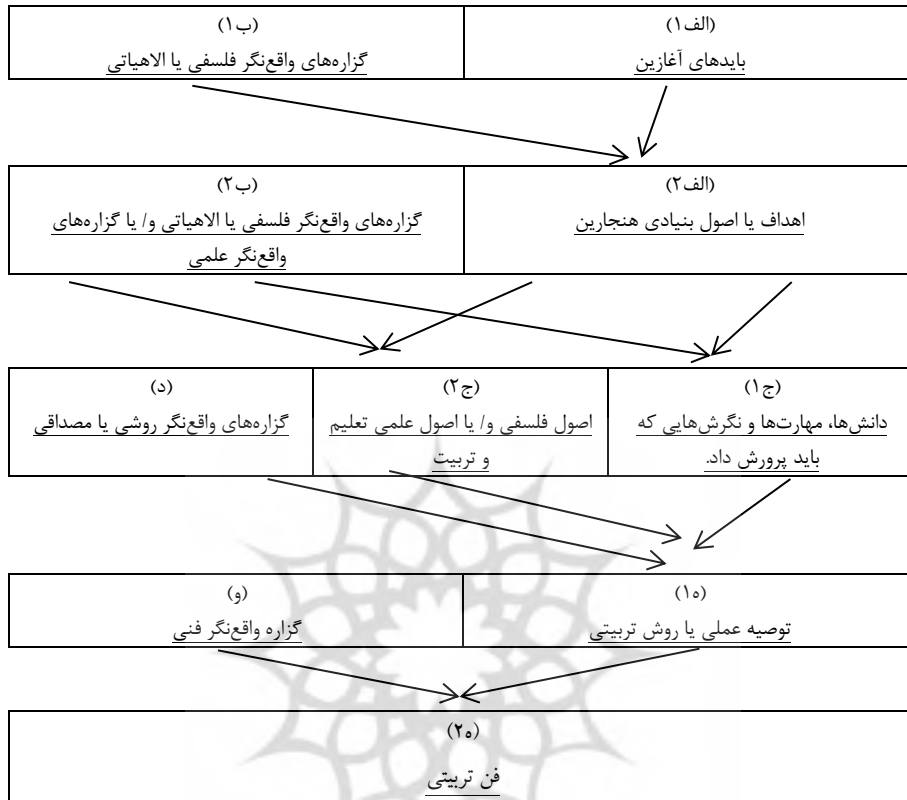 (الف۱)
بایدهای آغازین
(ب۱)
گزاره‌های واقع‌نگر فلسفی یا الاهیاتی
(الف۲)
اهداف یا اصول بنیادی هنجارین
(ب۲)
گزاره‌های واقع‌نگر فلسفی یا الاهیاتی و/ یا گزاره‌های
واقع‌نگر علمی
(ج۱)
دانش‌ها، مهارت‌ها و نگرش‌هایی که
باید پرورش داد.
(ج۲)
اصول فلسفی و/ یا اصول علمی تعلیم
و تربیت
(د)
گزاره‌های واقع‌نگر روشی یا مصداقی
(ه۱)
توصیه عملی یا روش تربیتی
(و)
گزاره واقع‌نگر فنی
(ه۲)
فن تربیتی